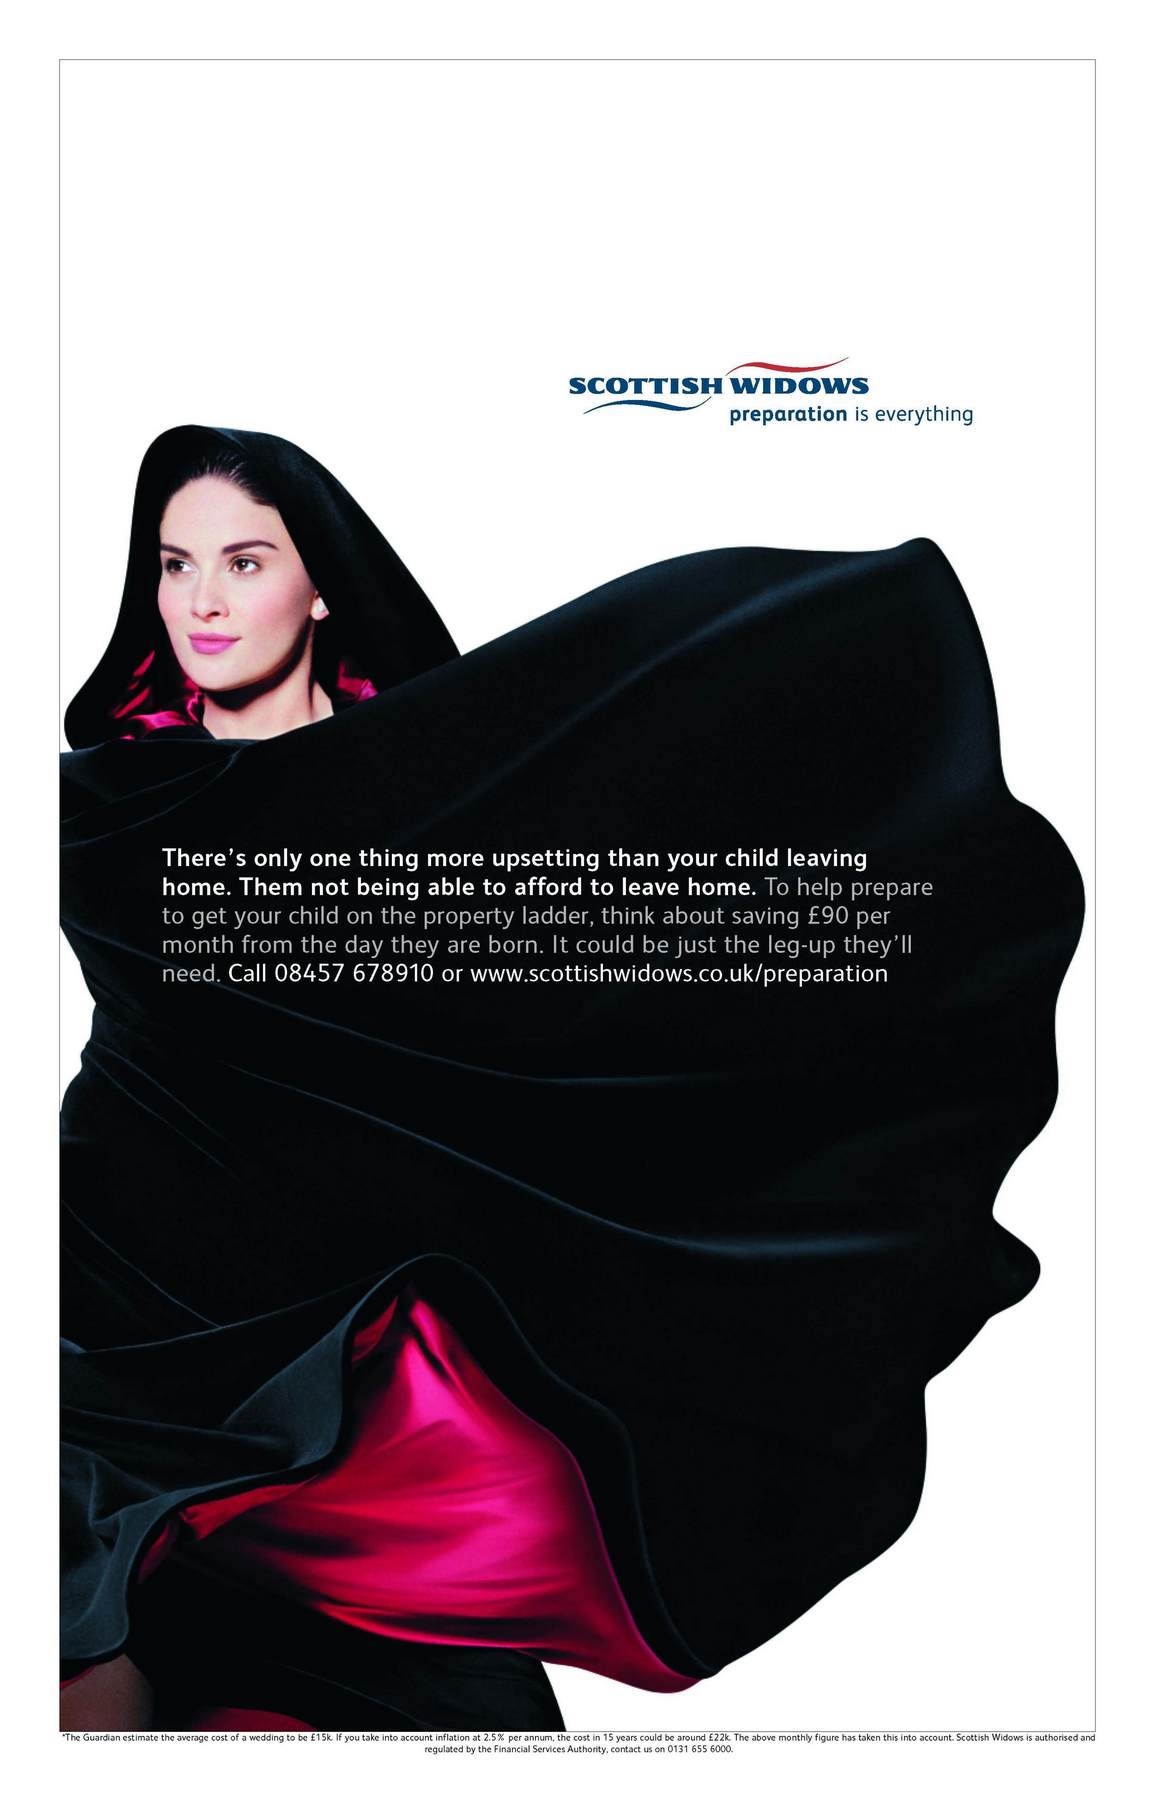 SCOTTISH WIDOWS
preparation is everything
There’s only one thing more upsetting than your child leaving
home. Them not being able to afford to leave home. To help prepare
to get your child on the property ladder, think about saving £90 per
month from the day they are born. It could be just the leg-up they’ll
need. Call 08457 678910 or www.scottishwidows.co.uk/preparation
*The Guardian estimate the average cost of a wedding to be £15k. If you take into account inflation at 2.5% per annum, the cost in 15 years could be around £22k. The above monthly figure has taken this into account. Scottish Widows is authorised and
regulated by the Financial Services Authority, contact us on 0131 655 6000.